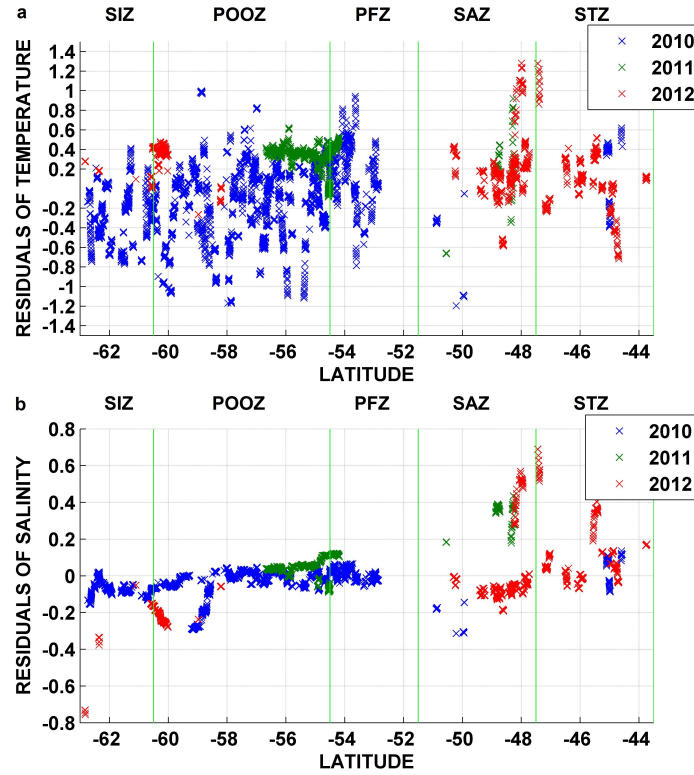 a
SIZ POOZ PFZ SAZ STZ
2010
2011
2012
RESIDUALS OF TEMPERATURE
1.4
1.2
1
0.8
0.6
0.4
0.2
-0.2
-0.4
-0.6
-0.8
-1
-1.2
-1.4
-62 -60 -58 -56 -54 -52 -50 -48 -46 -44
LATITUDE
b
SIZ POOZ PFZ SAZ STZ
2010
2011
2012
RESIDUALS OF SALINITY
0.8
0.6
0.4
0.2
0
-0.2
-0.4
-0.6
-0.8
-62 -60 -58 -56 -54 -52 -50 -48 -46 -44
LATITUDE